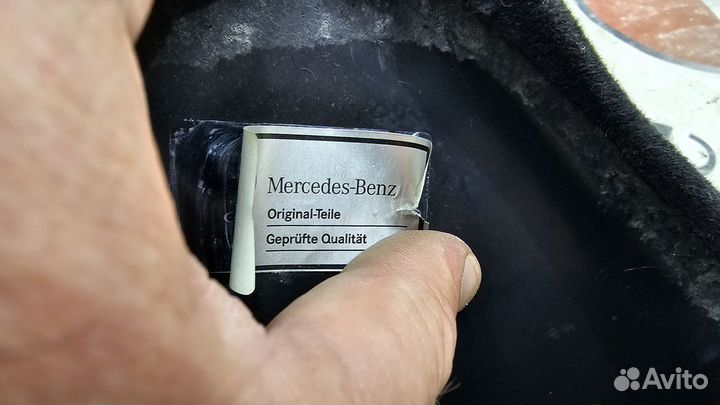 Mercedes-Benz
Original-Teile
Geprüfte Qualität
Avito